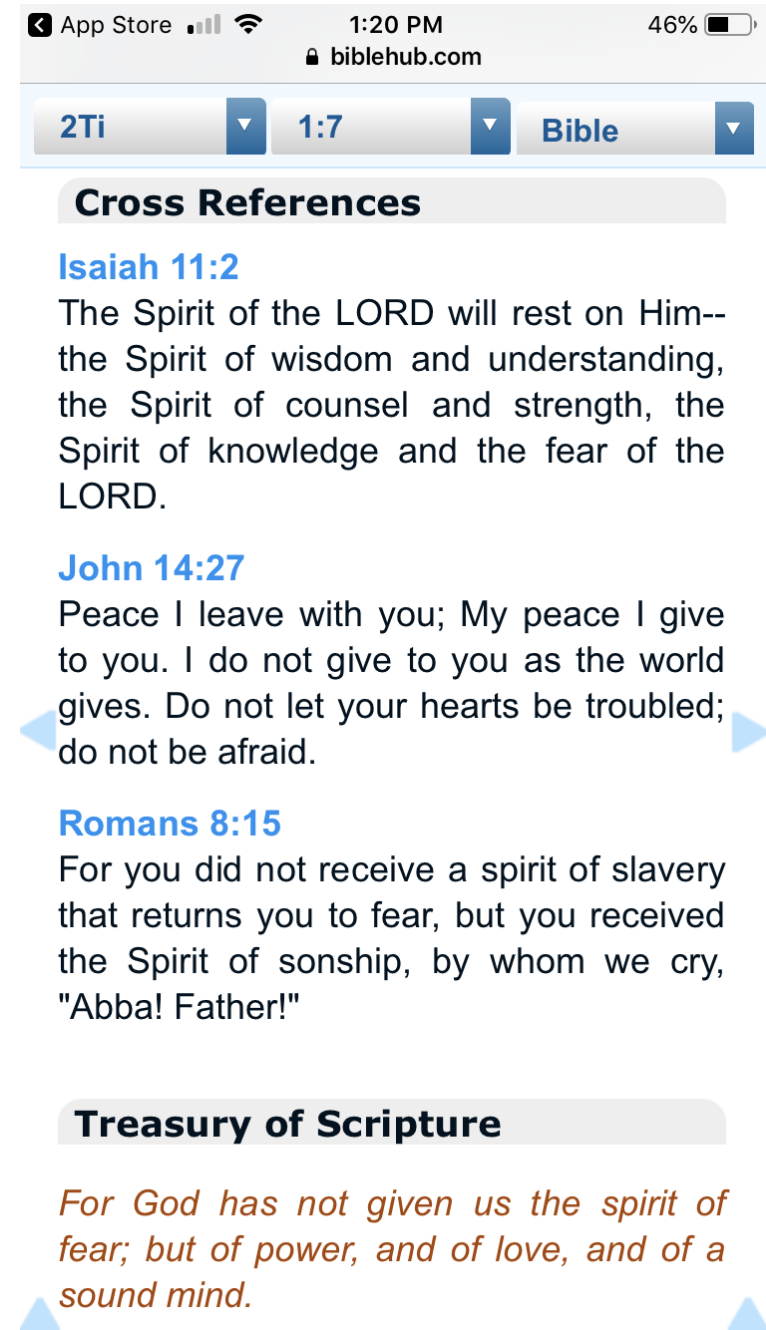 App Store 1:20 PM 46%
biblehub.com
2Ti 1:7 Bible
Cross References
Isaiah 11:2
The Spirit of the LORD will rest on Him--
the Spirit of wisdom and understanding,
the Spirit of counsel and strength, the
Spirit of knowledge and the fear of the
LORD.
John 14:27
Peace I leave with you; My peace I give
to you. I do not give to you as the world
gives. Do not let your hearts be troubled;
do not be afraid.
Romans 8:15
For you did not receive a spirit of slavery
that returns you to fear, but you received
the Spirit of sonship, by whom we cry,
"Abba! Father!"
Treasury of Scripture
For God has not given us the spirit of
fear; but of power, and of love, and of a
sound mind.